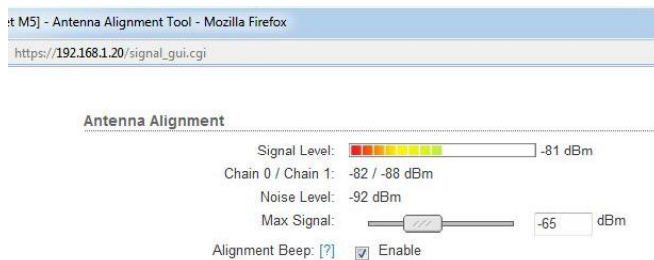 et M5] - Antenna Alignment Tool - Mozilla Firefox
https://192.168.1.20/signal_gui.cgi
Antenna Alignment
Signal Level: -81 dBm
Chain 0 / Chain 1: -82 / -88 dBm
Noise Level: -92 dBm
Max Signal: -65 dBm
Alignment Beep: [?] Enable